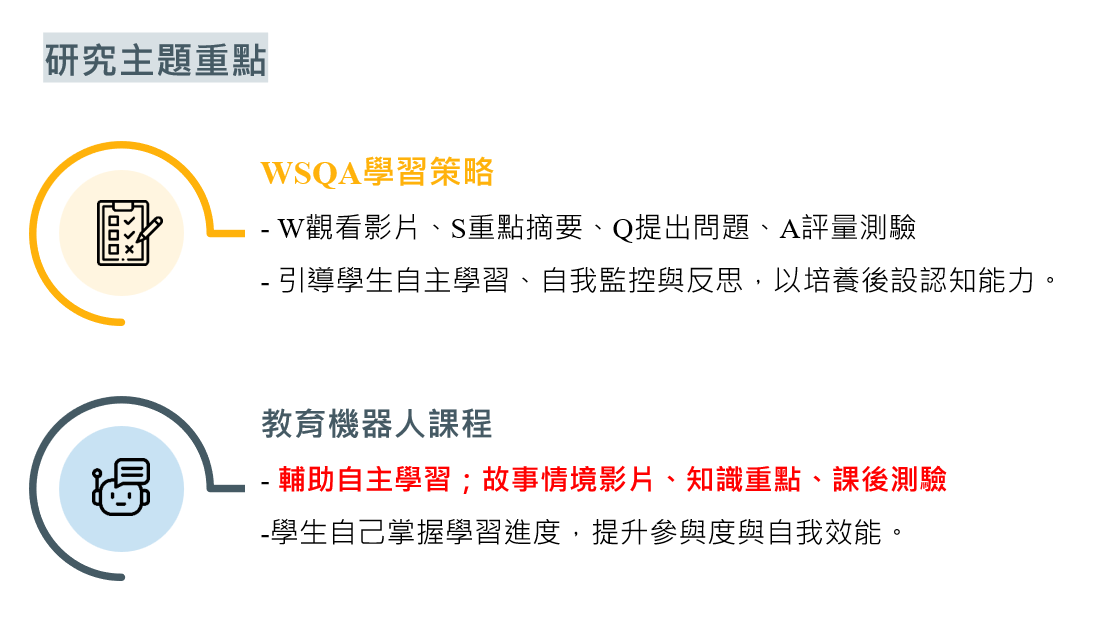 研究主題重點
WSQA學習策略
- W觀看影片、S重點摘要、Q提出問題、A評量測驗
- 引導學生自主學習、自我監控與反思，以培養後設認知能力。
教育機器人課程
- 輔助自主學習；故事情境影片、知識重點、課後測驗
-學生自己掌握學習進度，提升參與度與自我效能。